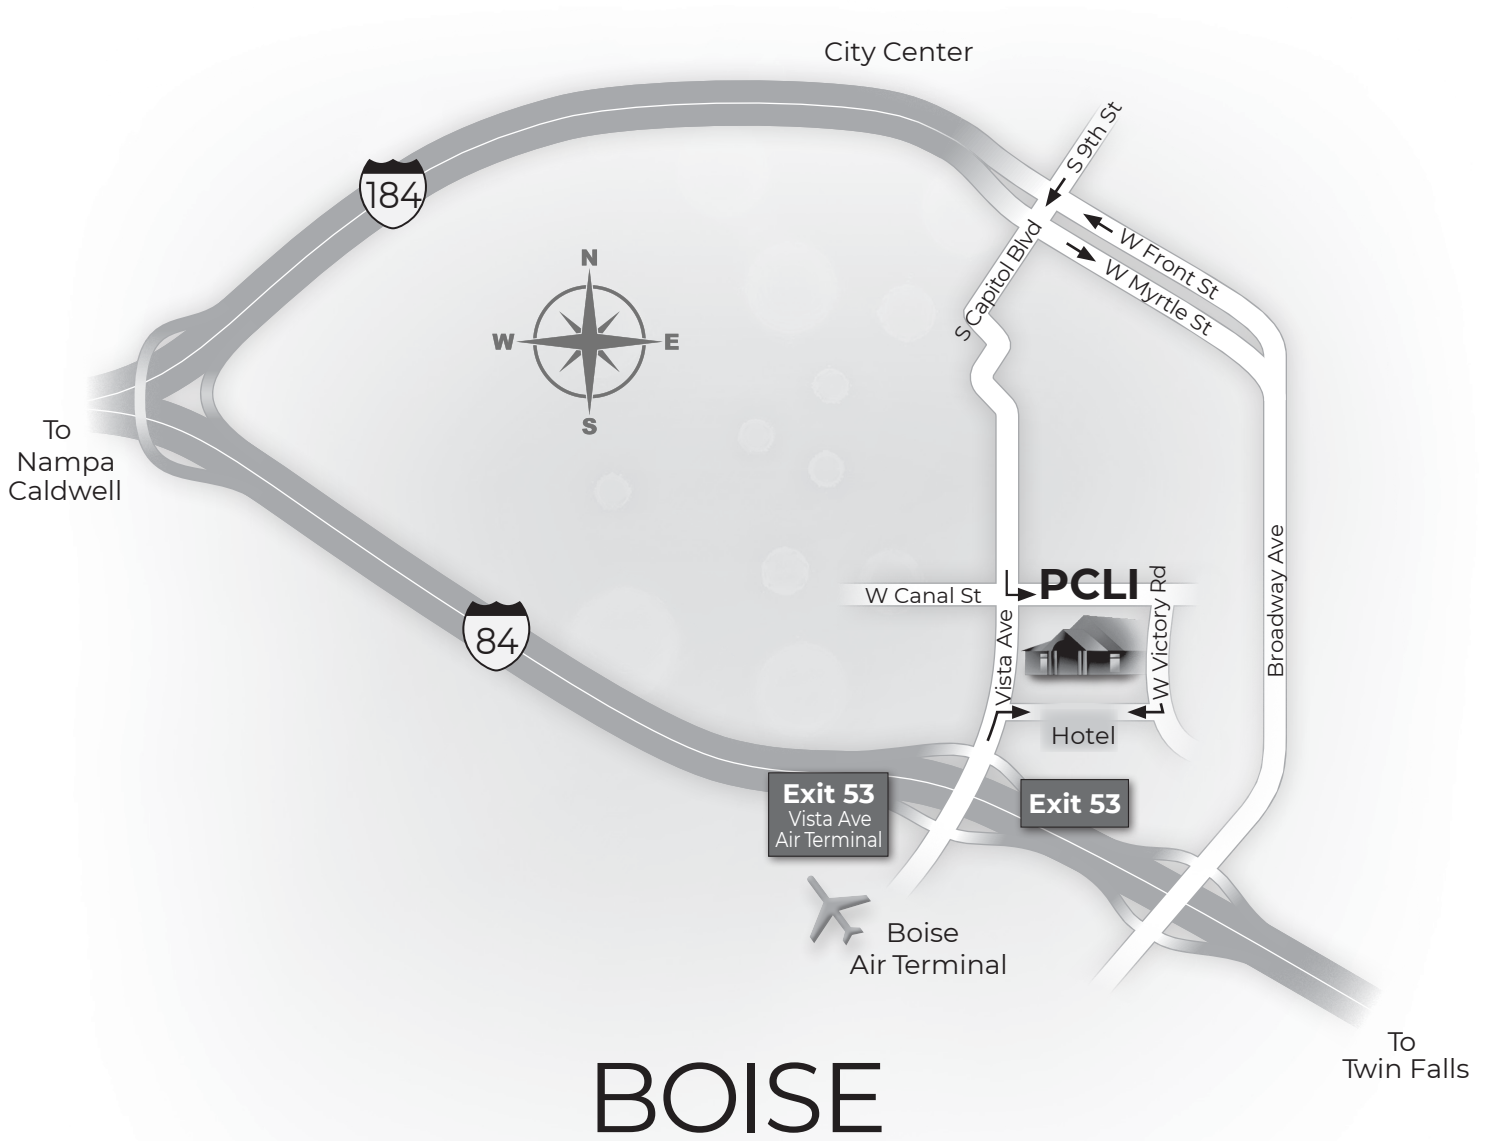 City Center
S 9th St
184
S Capitol Blvd
W Front St
W Myrtle St
N
W
E
S
To
Nampa
Caldwell
Broadway Ave
PCLI
W Canal St
W Victory Rd
Vista Ave
84
Hotel
Exit 53
Vista Ave
Air Terminal
Exit 53
Boise
Air Terminal
To
Twin Falls
BOISE